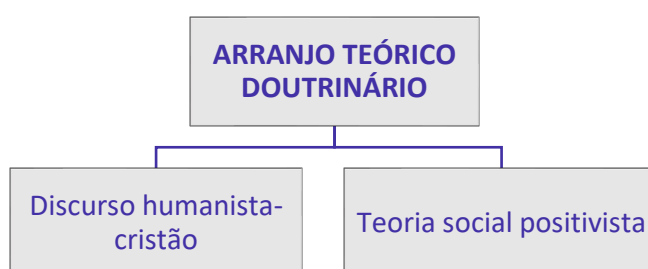 ARRANJO TEÓRICO
DOUTRINÁRIO
Discurso humanista-
cristão
Teoria social positivista